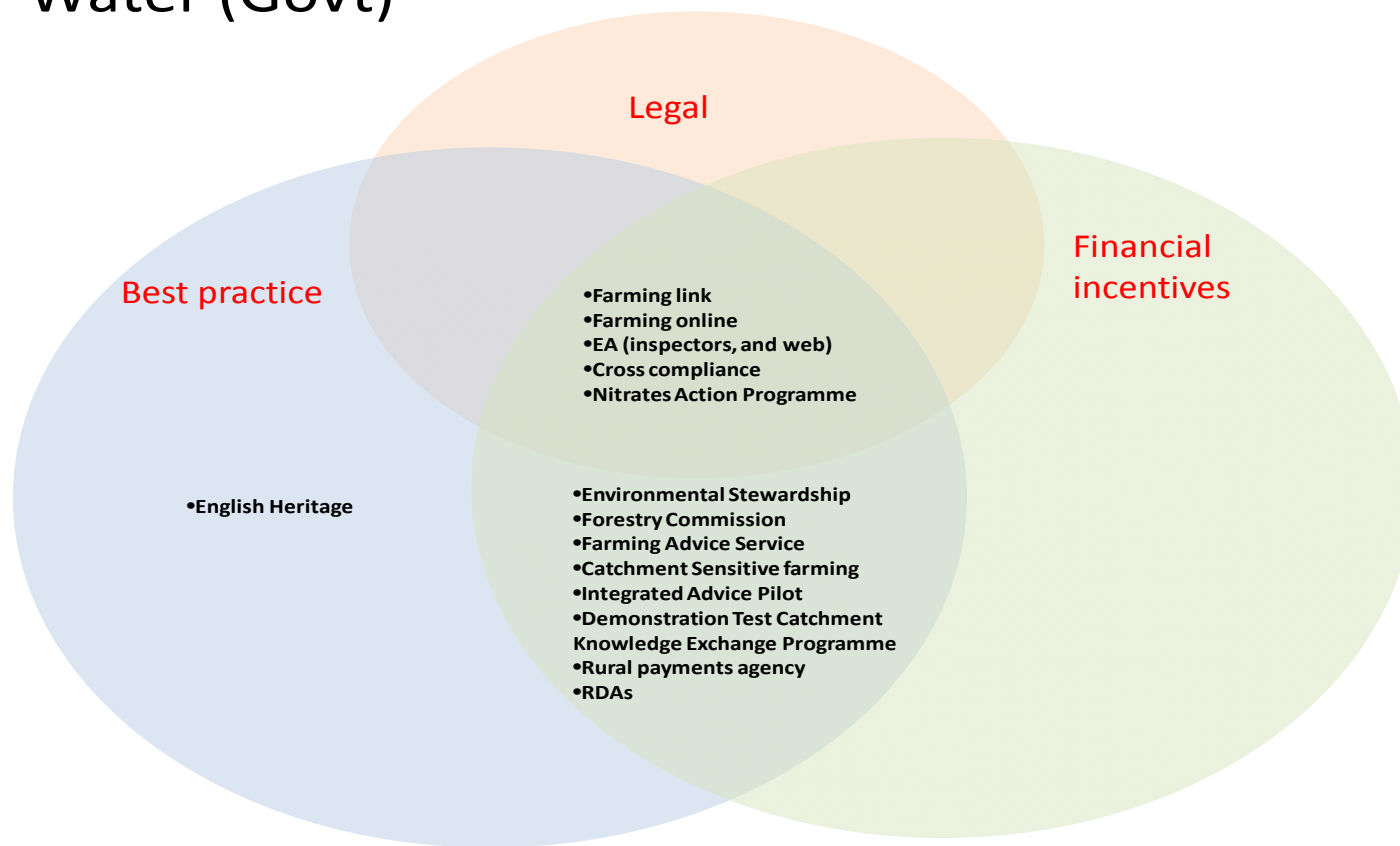 Water (Govt)
Legal
Financial
incentives
Best practice
•Farming link
•Farming online
•EA (inspectors, and web)
•Cross compliance
•Nitrates Action Programme
•English Heritage
•Environmental Stewardship
•Forestry Commission
•Farming Advice Service
•Catchment Sensitive farming
•Integrated Advice Pilot
•Demonstration Test Catchment
Knowledge Exchange Programme
•Rural payments agency
•RDAs